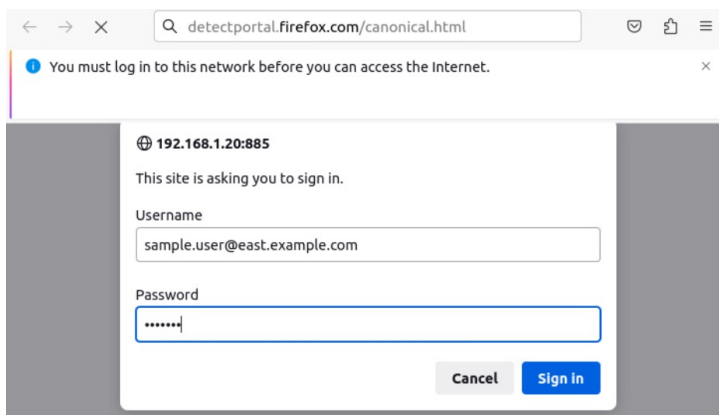 detectportal.firefox.com/canonical.html
You must log in to this network before you can access the Internet.
192.168.1.20:885
This site is asking you to sign in.
Username
sample.user@east.example.com
Password
•••••••
Cancel Sign in